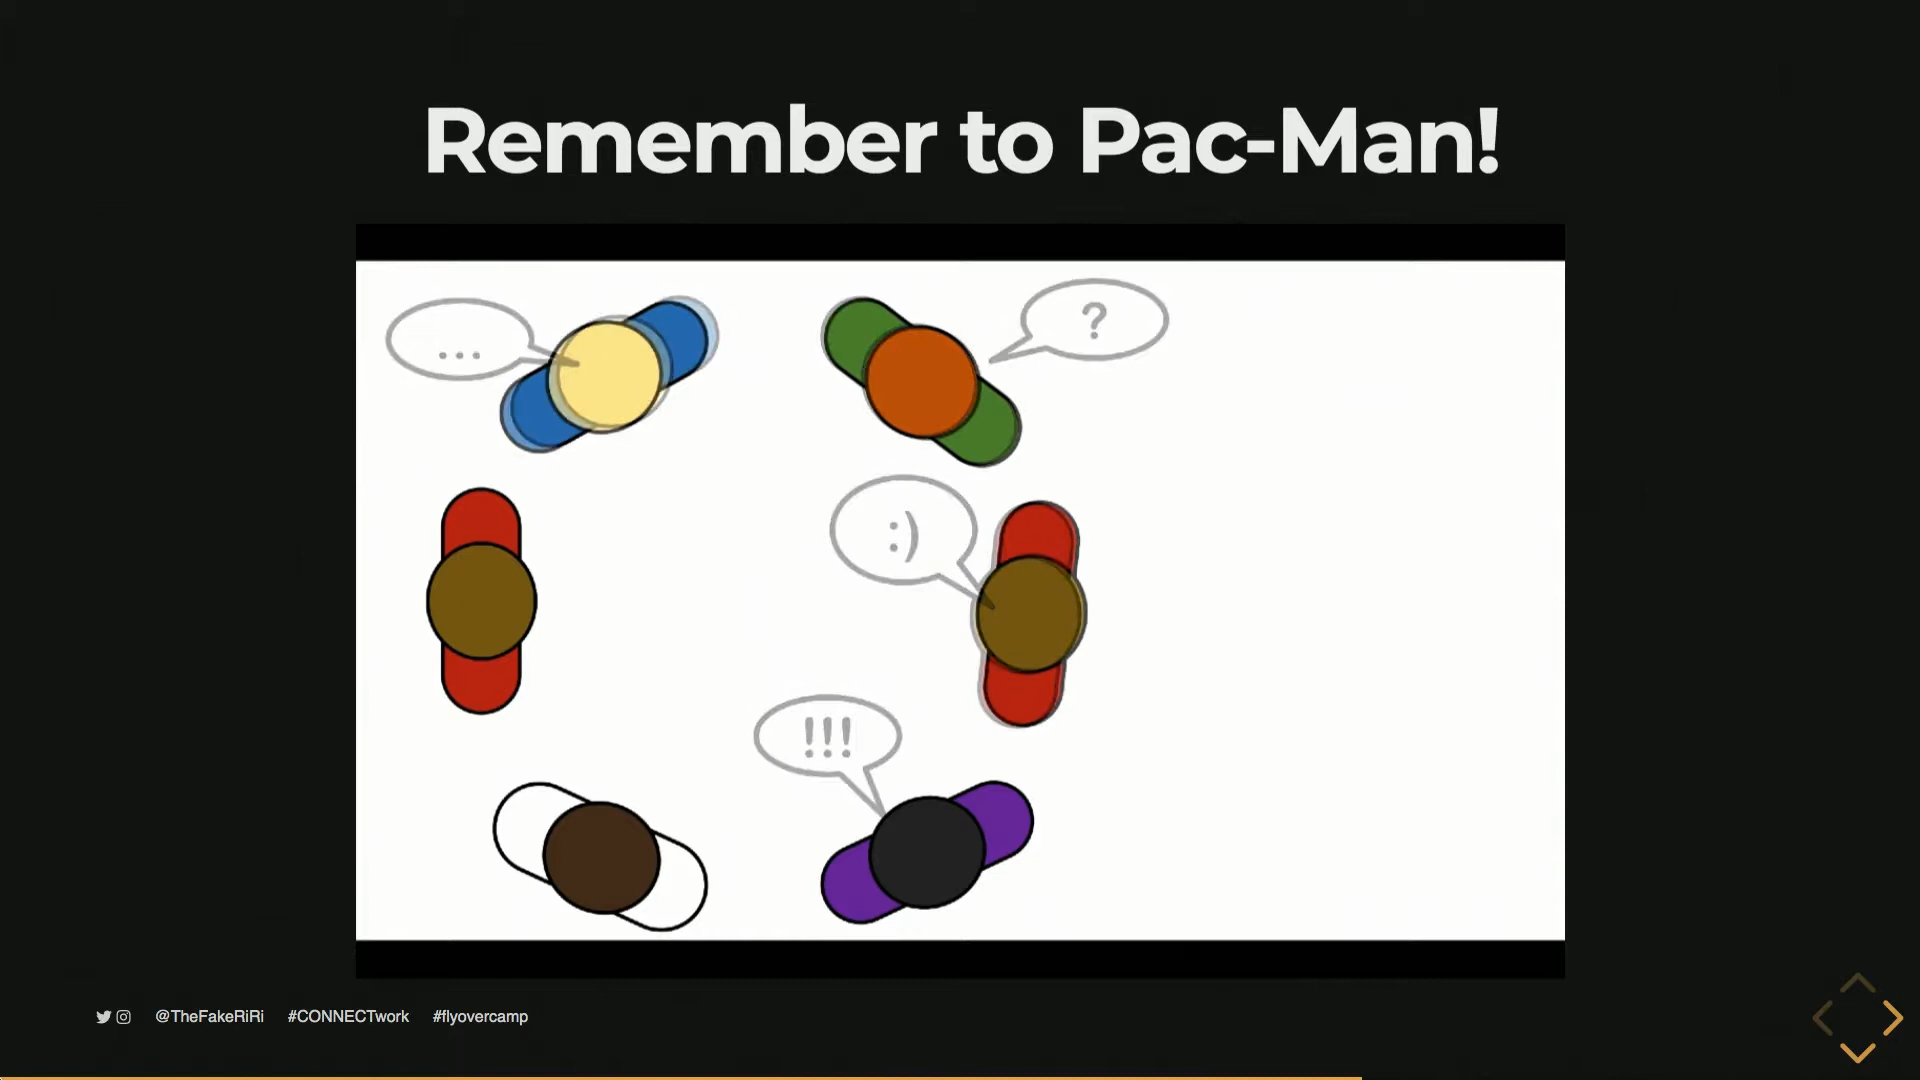 Remember to Pac-Man!
...
?
:)
!!!
@TheFakeRiRi #CONNECTwork #flyovercamp